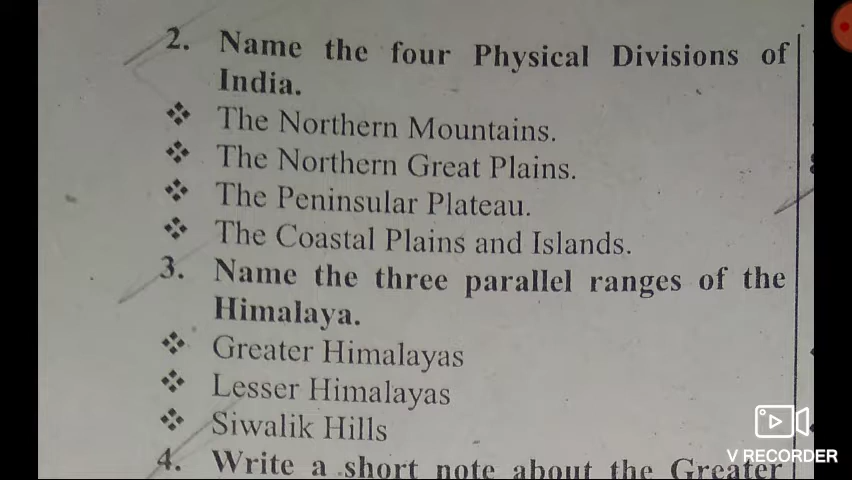 2. Name the four Physical Divisions of
India.
The Northern Mountains.
The Northern Great Plains.
The Peninsular Plateau.
The Coastal Plains and Islands.
3. Name the three parallel ranges of the
Himalaya.
Greater Himalayas
Lesser Himalayas
Siwalik Hills
4. Write a short note about the Greater
V RECORDER